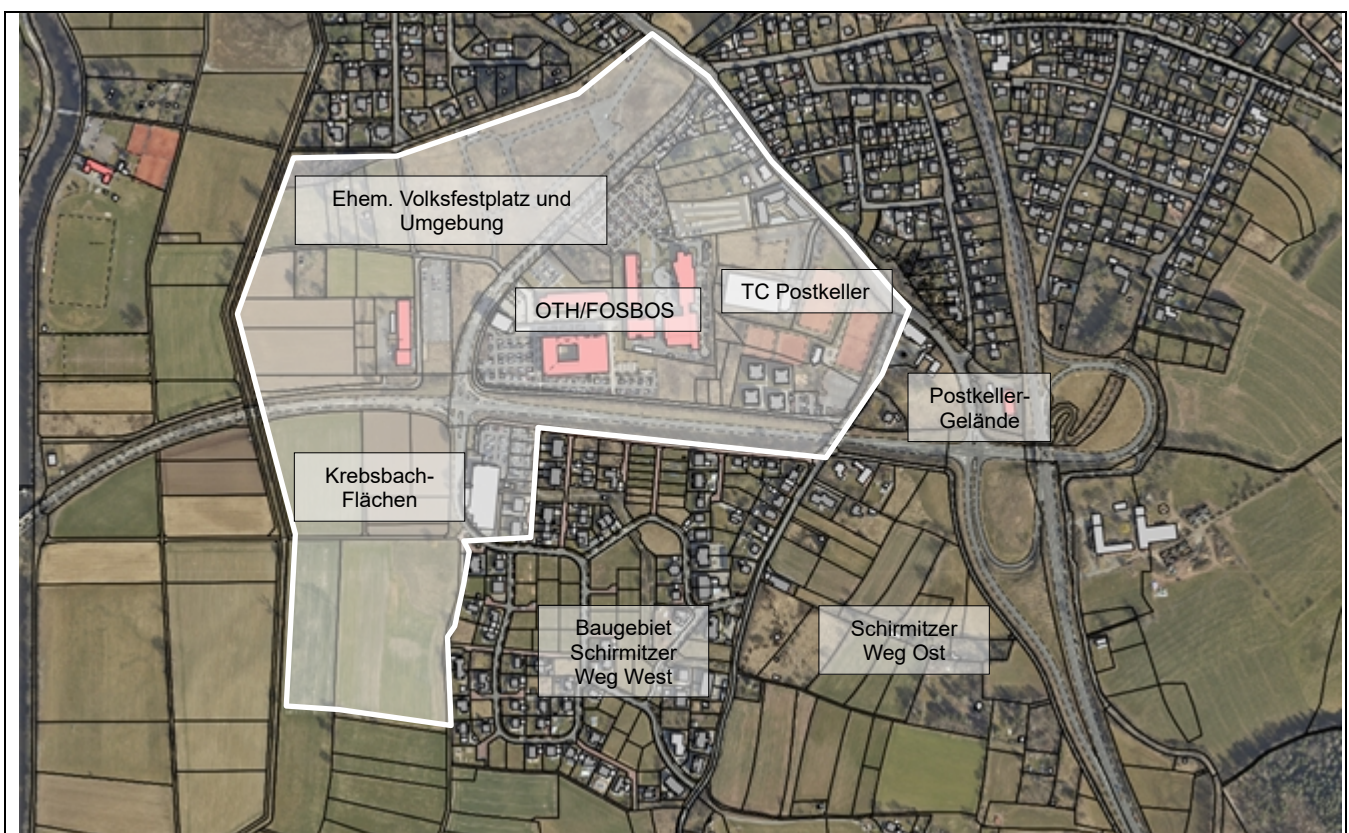 Ehem. Volksfestplatz und
Umgebung
TC Postkeller
OTH/FOSBOS
Postkeller-
Gelände
Krebsbach-
Flächen
Baugebiet
Schirmitzer
Weg West
Schirmitzer
Weg Ost